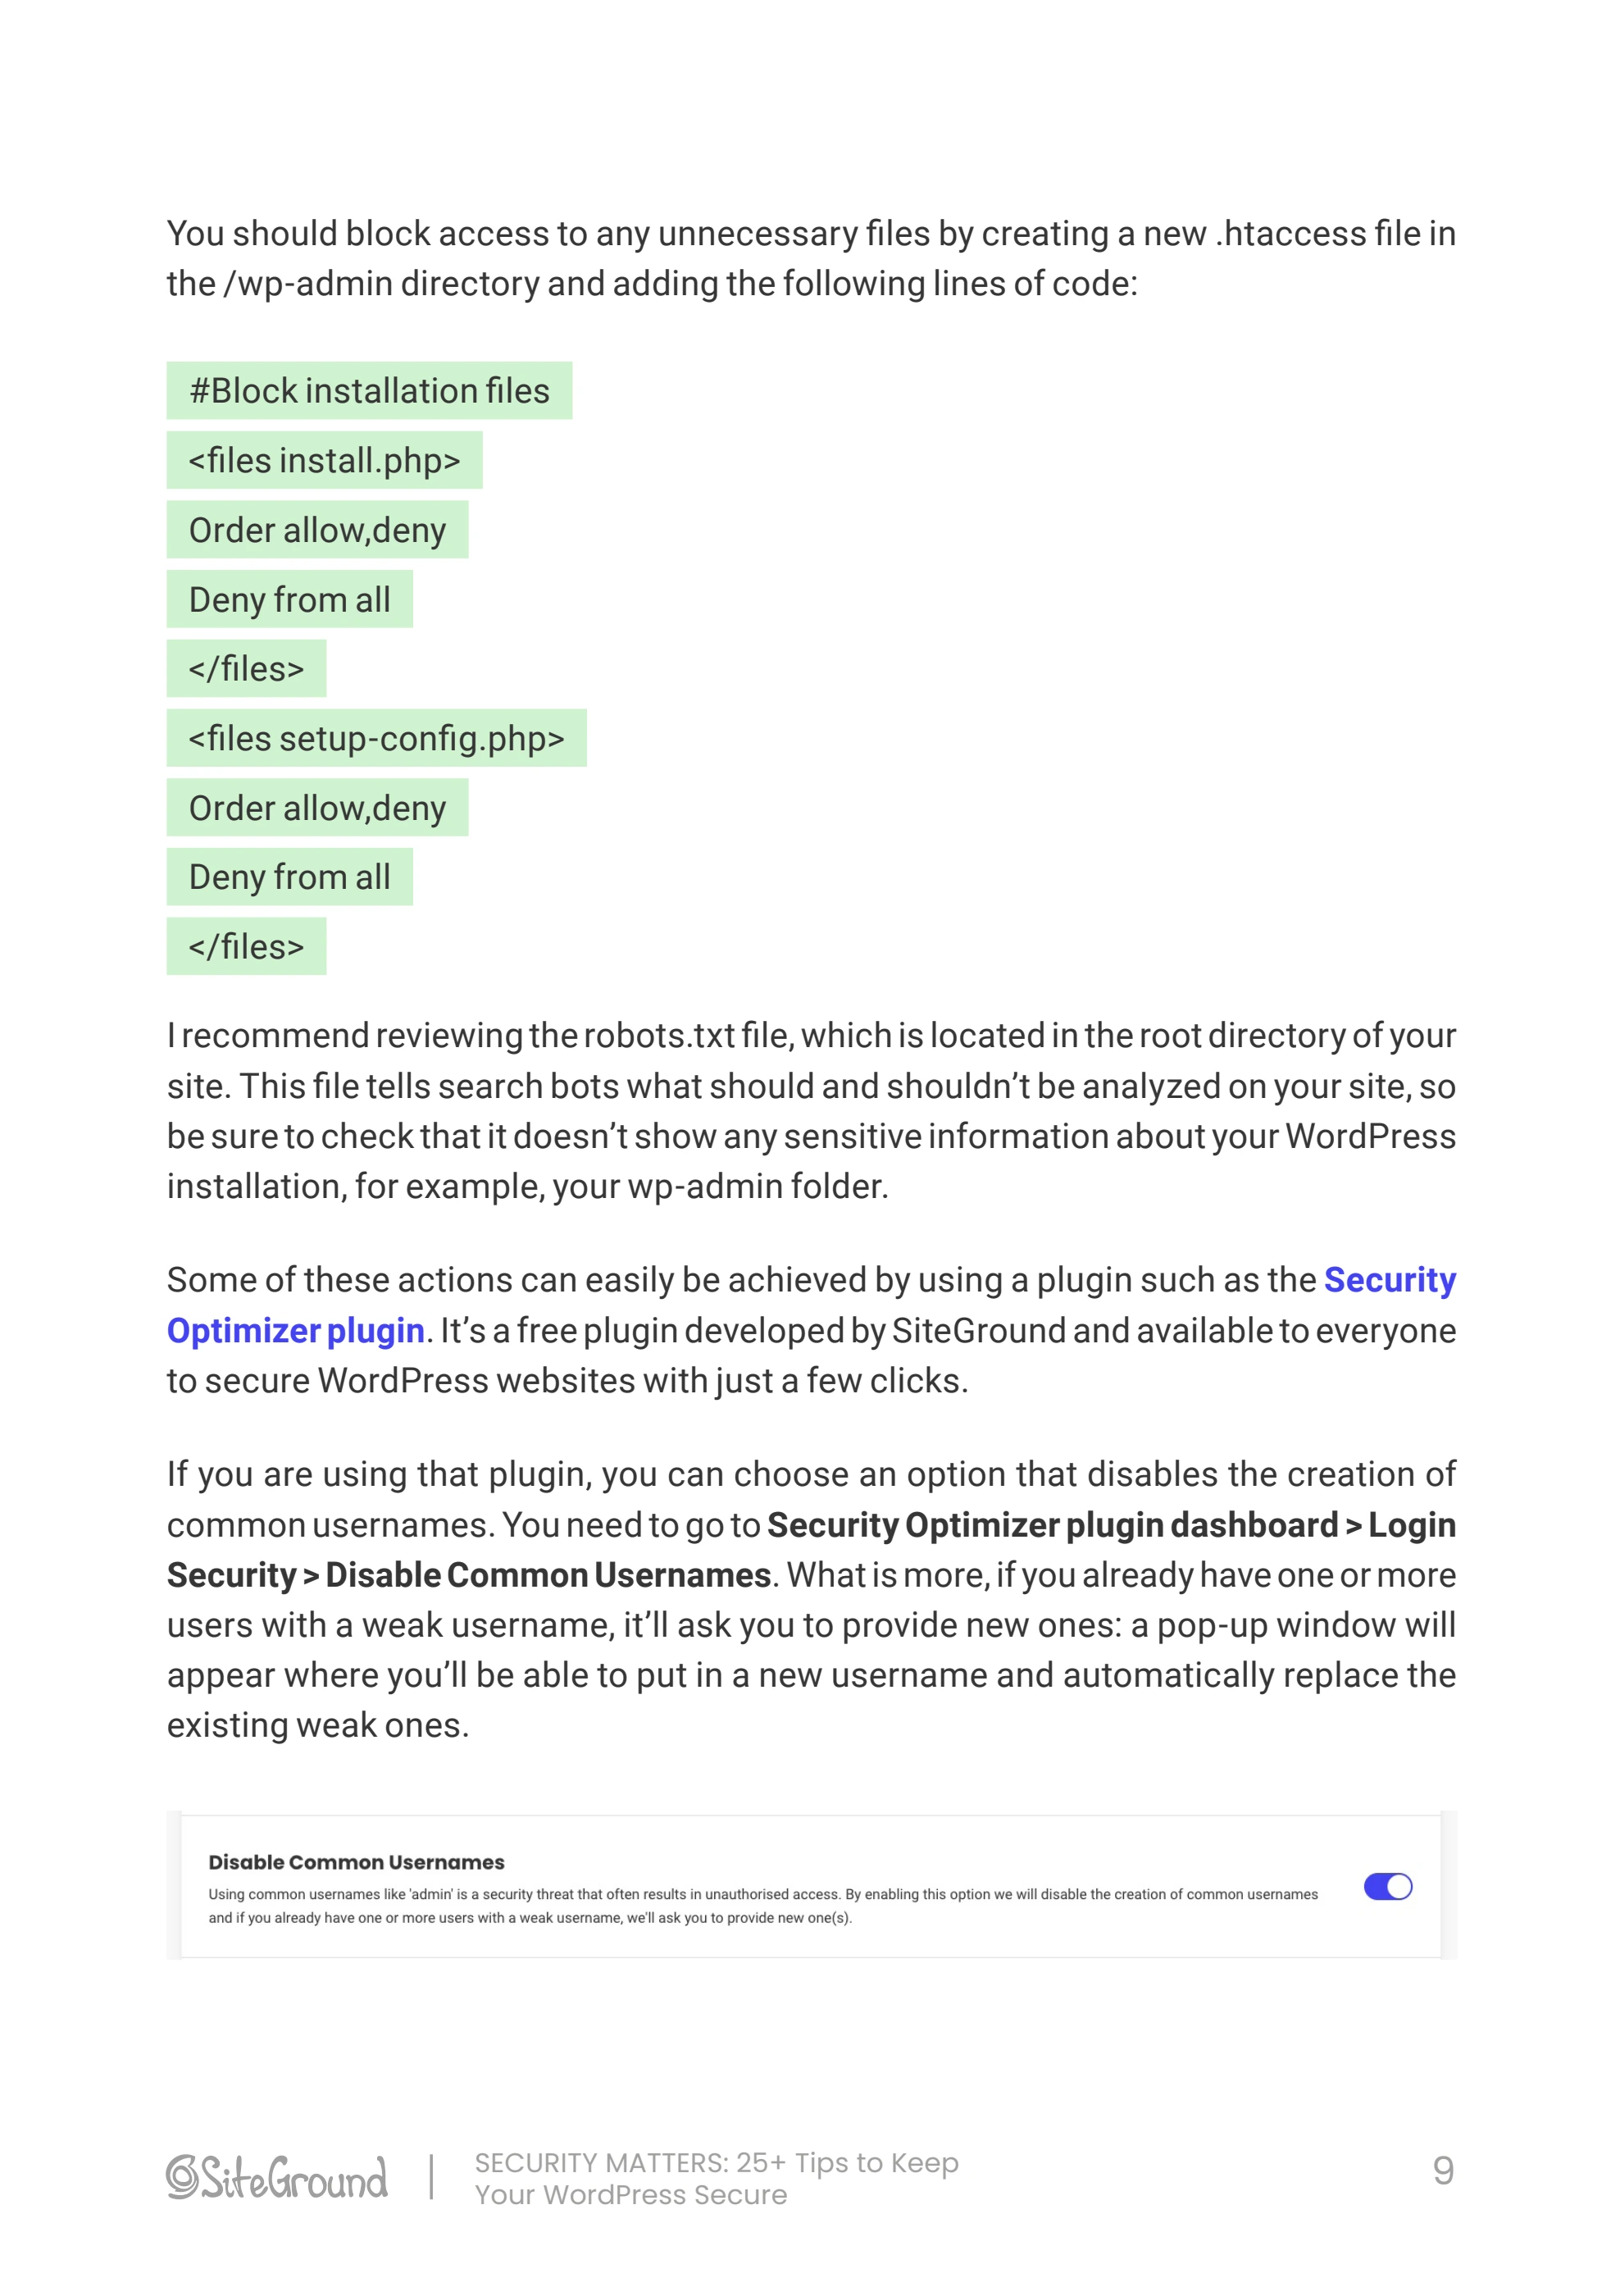 You should block access to any unnecessary files by creating a new .htaccess file in
the /wp-admin directory and adding the following lines of code:
#Block installation files
<files install.php>
Order allow,deny
Deny from all
</files>
<files setup-config.php>
Order allow,deny
Deny from all
</files>
I recommend reviewing the robots.txt file, which is located in the root directory of your
site. This file tells search bots what should and shouldn’t be analyzed on your site, so
be sure to check that it doesn’t show any sensitive information about your WordPress
installation, for example, your wp-admin folder.
Some of these actions can easily be achieved by using a plugin such as the Security
Optimizer plugin. It’s a free plugin developed by SiteGround and available to everyone
to secure WordPress websites with just a few clicks.
If you are using that plugin, you can choose an option that disables the creation of
common usernames. You need to go to Security Optimizer plugin dashboard > Login
Security > Disable Common Usernames. What is more, if you already have one or more
users with a weak username, it’ll ask you to provide new ones: a pop-up window will
appear where you’ll be able to put in a new username and automatically replace the
existing weak ones.
Disable Common Usernames
Using common usernames like 'admin' is a security threat that often results in unauthorised access. By enabling this option we will disable the creation of common usernames
and if you already have one or more users with a weak username, we'll ask you to provide new one(s).
SiteGround
SECURITY MATTERS: 25+ Tips to Keep
Your WordPress Secure
9